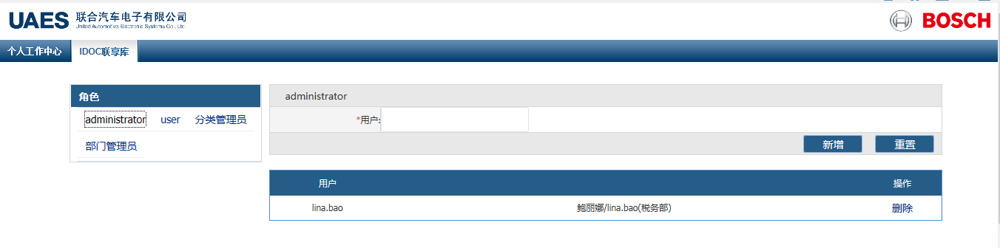 UAES 联合汽车电子有限公司
United Automotive Electronic Systems Co., Ltd.
BOSCH
个人工作中心 IDOC联享库
角色
administrator user 分类管理员
部门管理员
administrator
*用户:
新增 重置
用户 操作
lina.bao 鲍丽娜/lina.bao(税务部) 删除